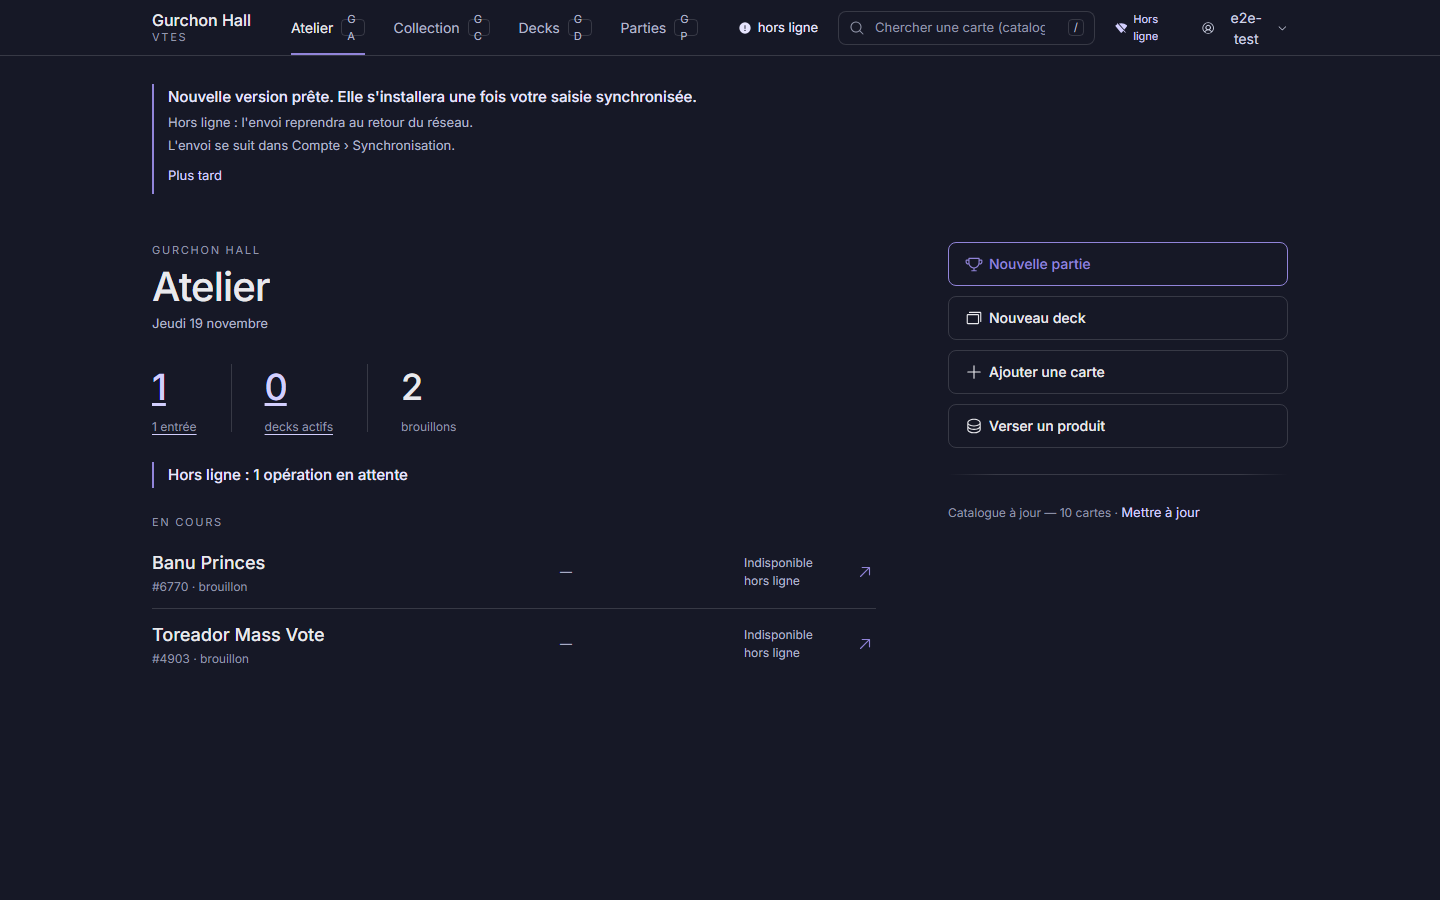 Gurchon Hall
VTES
Atelier G A
Collection G C
Decks G D
Parties G P
hors ligne
Chercher une carte (catalog
/
Hors ligne
e2e-test
Nouvelle version prête. Elle s'installera une fois votre saisie synchronisée.
Hors ligne : l'envoi reprendra au retour du réseau.
L'envoi se suit dans Compte › Synchronisation.
Plus tard
GURCHON HALL
Atelier
Jeudi 19 novembre
1
1 entrée
0
decks actifs
2
brouillons
Hors ligne : 1 opération en attente
EN COURS
Banu Princes
#6770 · brouillon
—
Indisponible
hors ligne
Toreador Mass Vote
#4903 · brouillon
—
Indisponible
hors ligne
Nouvelle partie
Nouveau deck
Ajouter une carte
Verser un produit
Catalogue à jour — 10 cartes · Mettre à jour